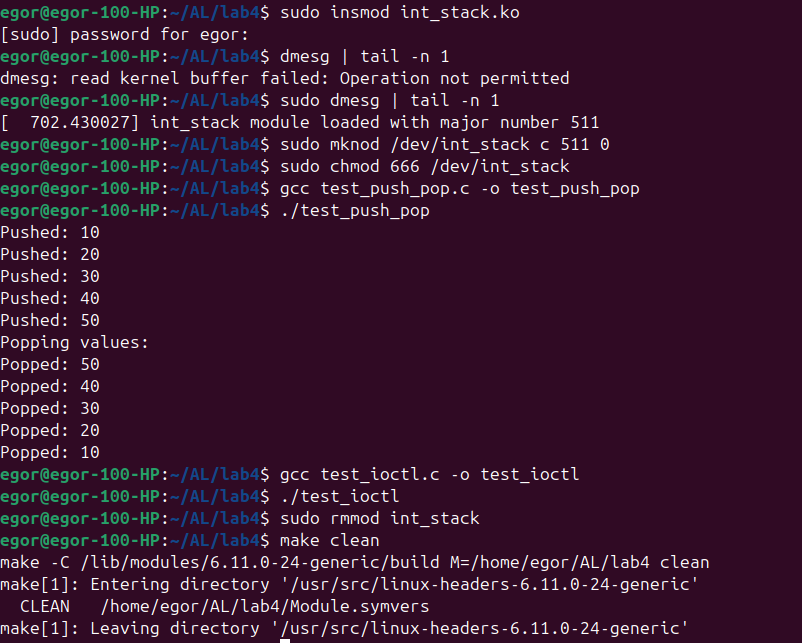 egor@egor-100-HP:~/AL/lab4$ sudo insmod int_stack.ko
[sudo] password for egor:
egor@egor-100-HP:~/AL/lab4$ dmesg | tail -n 1
dmesg: read kernel buffer failed: Operation not permitted
egor@egor-100-HP:~/AL/lab4$ sudo dmesg | tail -n 1
[  702.430027] int_stack module loaded with major number 511
egor@egor-100-HP:~/AL/lab4$ sudo mknod /dev/int_stack c 511 0
egor@egor-100-HP:~/AL/lab4$ sudo chmod 666 /dev/int_stack
egor@egor-100-HP:~/AL/lab4$ gcc test_push_pop.c -o test_push_pop
egor@egor-100-HP:~/AL/lab4$ ./test_push_pop
Pushed: 10
Pushed: 20
Pushed: 30
Pushed: 40
Pushed: 50
Popping values:
Popped: 50
Popped: 40
Popped: 30
Popped: 20
Popped: 10
egor@egor-100-HP:~/AL/lab4$ gcc test_ioctl.c -o test_ioctl
egor@egor-100-HP:~/AL/lab4$ ./test_ioctl
egor@egor-100-HP:~/AL/lab4$ sudo rmmod int_stack
egor@egor-100-HP:~/AL/lab4$ make clean
make -C /lib/modules/6.11.0-24-generic/build M=/home/egor/AL/lab4 clean
make[1]: Entering directory '/usr/src/linux-headers-6.11.0-24-generic'
  CLEAN   /home/egor/AL/lab4/Module.symvers
make[1]: Leaving directory '/usr/src/linux-headers-6.11.0-24-generic'